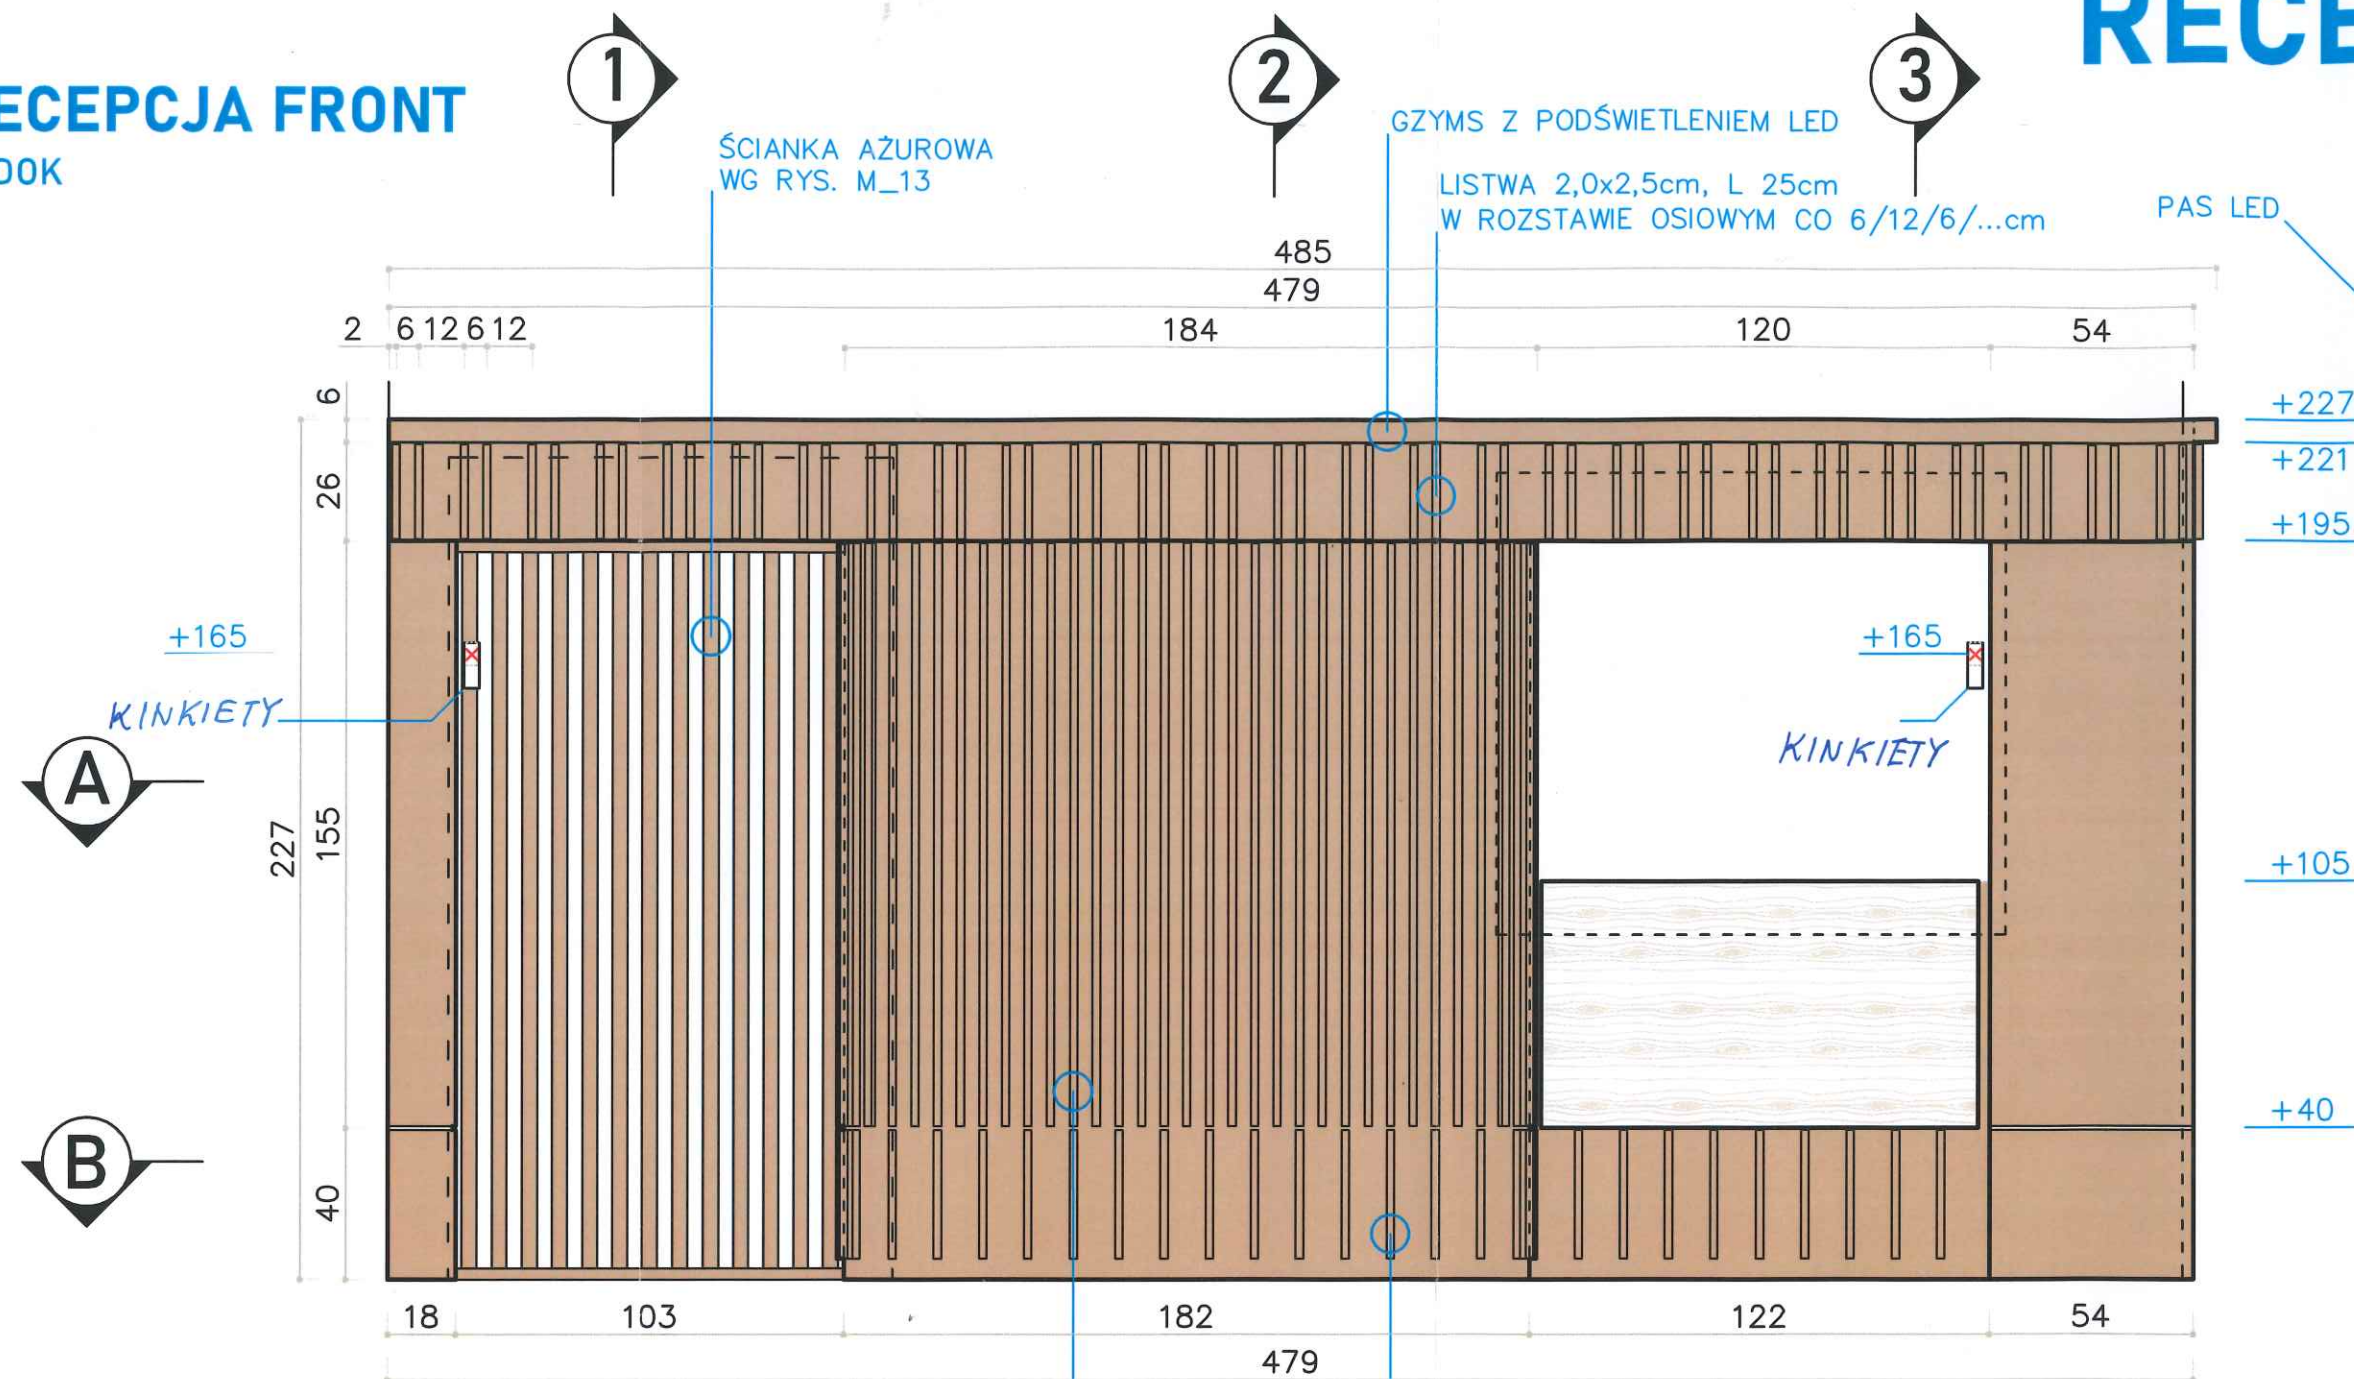 RECE
1
2
3
ECEPCJA FRONT
DOK
GZYMS Z PODŚWIETLENIEM LED
ŚCIANKA AŻUROWA
WG RYS. M_13
LISTWA 2,0x2,5cm, L 25cm
W ROZSTAWIE OSIOWYM CO 6/12/6/...cm
PAS LED
485
479
2 6 12 6 12 184 120 54
6
26
155
227
40
+227
+221
+195
+165
+165
KINKIETY
KINKIETY
A
+105
+40
B
18 103 182 122 54
479